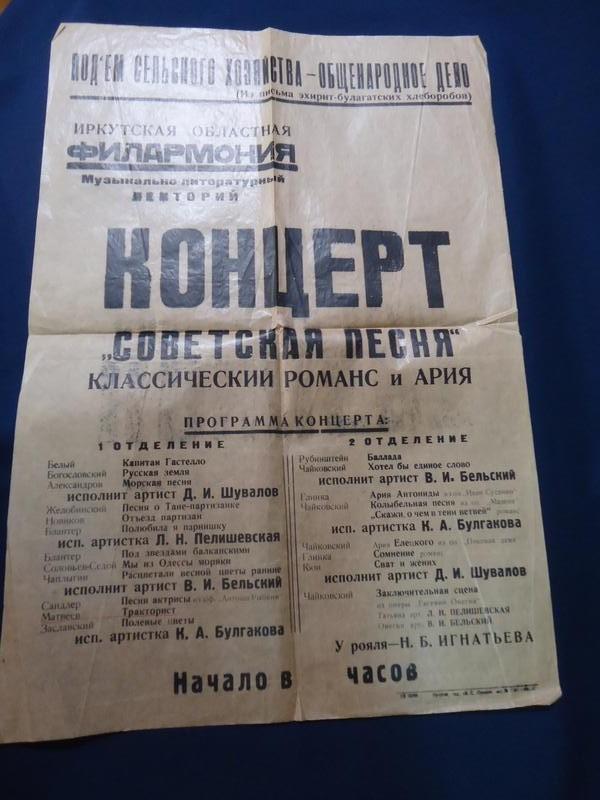 ПОД'ЕМ СЕЛЬСКОГО ХОЗЯЙСТВА – ОБЩЕНАРОДНОЕ ДЕЛО
(Из письма эхирит-булагатских хлеборобов)
ИРКУТСКАЯ ОБЛАСТНАЯ
ФИЛАРМОНИЯ
Музыкально литературный
ЛЕКТОРИЙ
КОНЦЕРТ
„СОВЕТСКАЯ ПЕСНЯ“
КЛАССИЧЕСКИЙ РОМАНС и АРИЯ
ПРОГРАММА КОНЦЕРТА:
1 ОТДЕЛЕНИЕ
Белый Капитан Гастелло
Богословский Русская земля
Александров Морская песня
исполнит артист Д. И. Шувалов
Желобинский Песня о Тане-партизанке
Новиков Отъезд партизан
Блантер Полюбила я парнишку
исп. артистка Л. Н. Пелишевская
Блантер Под звездами балканскими
Соловьев-Седой Мы из Одессы моряки
Чаплыгин Расцветали весной цветы ранние
исполнит артист В. И. Бельский
Сандлер Песня актрисы из к/ф. „Антоша Рыбкин“
Матвеев Тракторист
Заславский Полевые цветы
исп. артистка К. А. Булгакова
2 ОТДЕЛЕНИЕ
Рубинштейн Баллада
Чайковский Хотел бы единое слово
исполнит артист В. И. Бельский
Глинка Ария Антониды из оп. „Иван Сусанин“
Чайковский Колыбельная песня из оп. „Мазепа“
„Скажи, о чем в тени ветвей“ романс
исп. артистка К. А. Булгакова
Чайковский Ария Елецкого из оп. „Пиковая дама“
Глинка Сомнение романс
Кюи Сват и жених
исполнит артист Д. И. Шувалов
Чайковский Заключительная сцена
из оперы „Евгений Онегин“
Татьяна арт. Л. Н. ПЕЛИШЕВСКАЯ
Онегин арт. В. И. БЕЛЬСКИЙ
У рояля – Н. Б. ИГНАТЬЕВА
Начало в часов